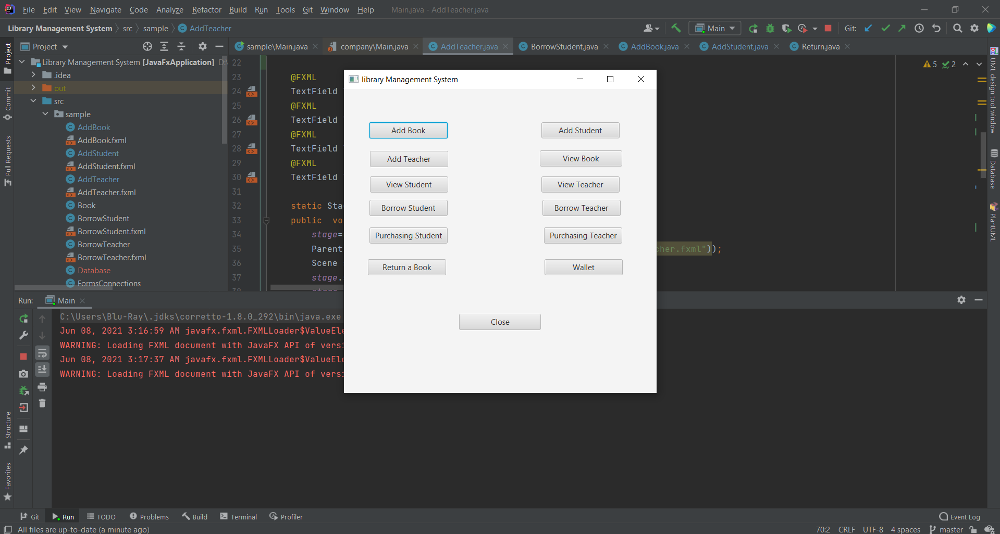 File Edit View Navigate Code Analyze Refactor Build Run Tools Git Window Help Main.java - AddTeacher.java
Library Management System src sample AddTeacher Main Git:
Project sample\Main.java company\Main.java AddTeacher.java BorrowStudent.java AddBook.java AddStudent.java Return.java
Project
Commit
Pull Requests
Structure
Favorites
Library Management System [JavaFxApplication]
.idea
out
src
sample
AddBook
AddBook.fxml
AddStudent
AddStudent.fxml
AddTeacher
AddTeacher.fxml
Book
BorrowStudent
BorrowStudent.fxml
BorrowTeacher
BorrowTeacher.fxml
Database
FormsConnections
22
23 @FXML
24 TextField
25 @FXML
26 TextField
27 @FXML
28 TextField
29 @FXML
30 TextField
31
32 static Sta
33 public vo
34 stage=
35 Parent cher.fxml"));
36 Scene
37 stage.
38 stage
5 2
UML design tool window
Database
PlantUML
library Management System
Add Book Add Student
Add Teacher View Book
View Student View Teacher
Borrow Student Borrow Teacher
Purchasing Student Purchasing Teacher
Return a Book Wallet
Close
Run: Main
C:\Users\Blu-Ray\.jdks\corretto-1.8.0_292\bin\java.exe
Jun 08, 2021 3:16:59 AM javafx.fxml.FXMLLoader$ValueEle
WARNING: Loading FXML document with JavaFX API of versi
Jun 08, 2021 3:17:37 AM javafx.fxml.FXMLLoader$ValueEle
WARNING: Loading FXML document with JavaFX API of versi
Git Run TODO Problems Build Terminal Profiler Event Log
All files are up-to-date (a minute ago) 70:2 CRLF UTF-8 4 spaces master